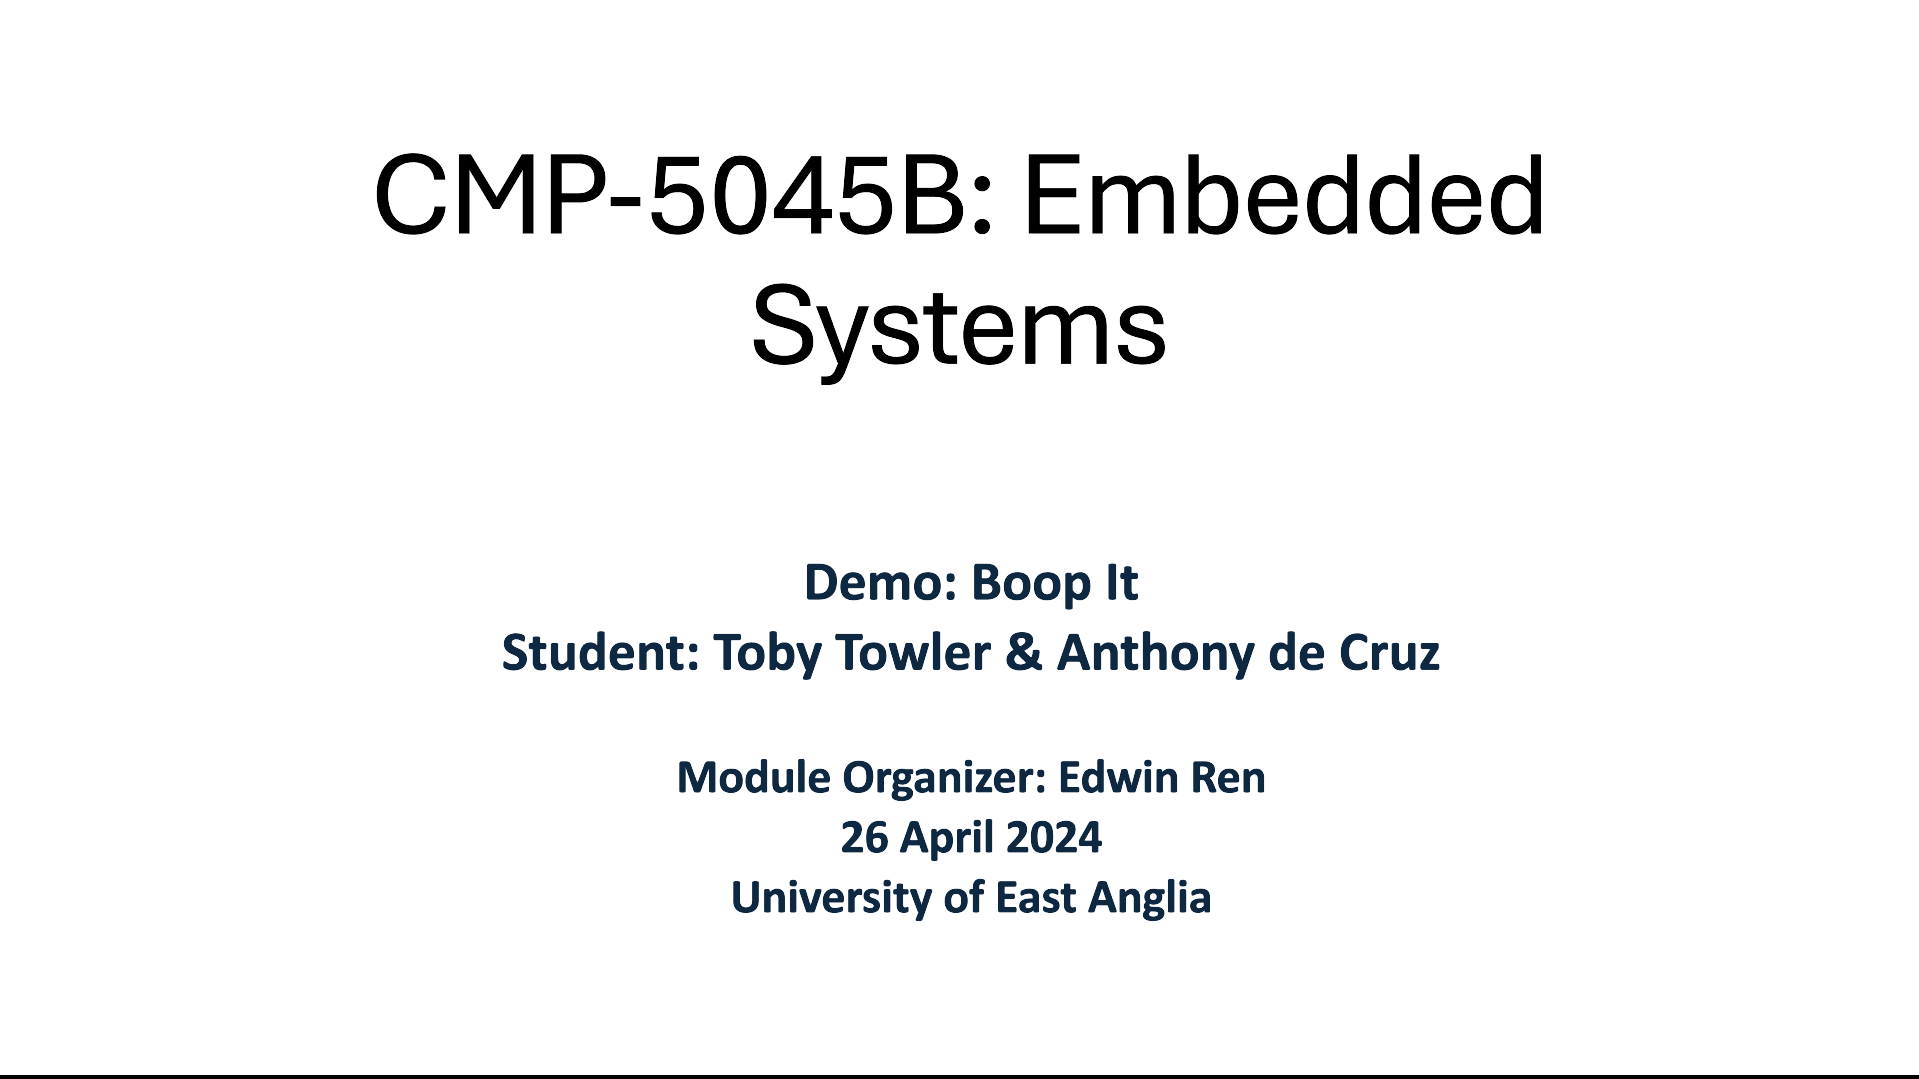 CMP-5045B: Embedded
Systems
Demo: Boop It
Student: Toby Towler & Anthony de Cruz
Module Organizer: Edwin Ren
26 April 2024
University of East Anglia